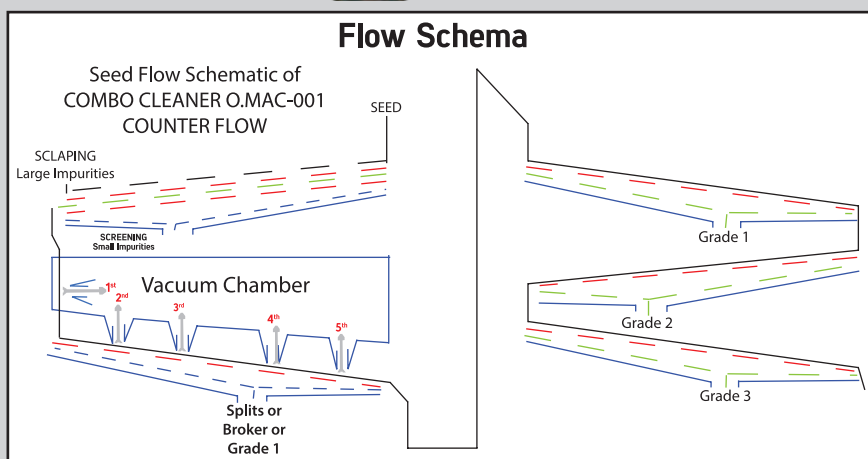 Flow Schema
Seed Flow Schematic of
COMBO CLEANER O.MAC-001
COUNTER FLOW
SEED
SCLAPING
Large Impurities
SCREENING
Small Impurities
Vacuum Chamber
1st
2nd
3rd
4th
5th
Splits or
Broker or
Grade 1
Grade 1
Grade 2
Grade 3